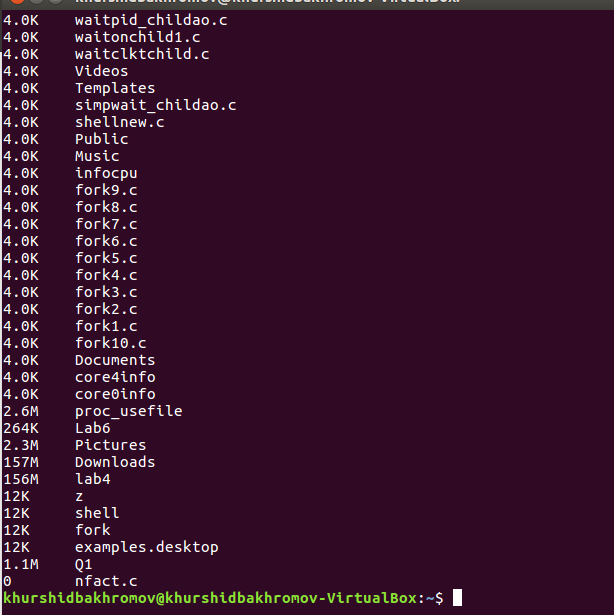 khurshidbakhromov@khurshidbakhromov-VirtualBox:
4.0K waitpid_childao.c
4.0K waitonchild1.c
4.0K waitclktchild.c
4.0K Videos
4.0K Templates
4.0K simpwait_childao.c
4.0K shellnew.c
4.0K Public
4.0K Music
4.0K infocpu
4.0K fork9.c
4.0K fork8.c
4.0K fork7.c
4.0K fork6.c
4.0K fork5.c
4.0K fork4.c
4.0K fork3.c
4.0K fork2.c
4.0K fork1.c
4.0K fork10.c
4.0K Documents
4.0K core4info
4.0K core0info
2.6M proc_usefile
264K Lab6
2.3M Pictures
157M Downloads
156M lab4
12K z
12K shell
12K fork
12K examples.desktop
1.1M Q1
0 nfact.c
khurshidbakhromov@khurshidbakhromov-VirtualBox:~$